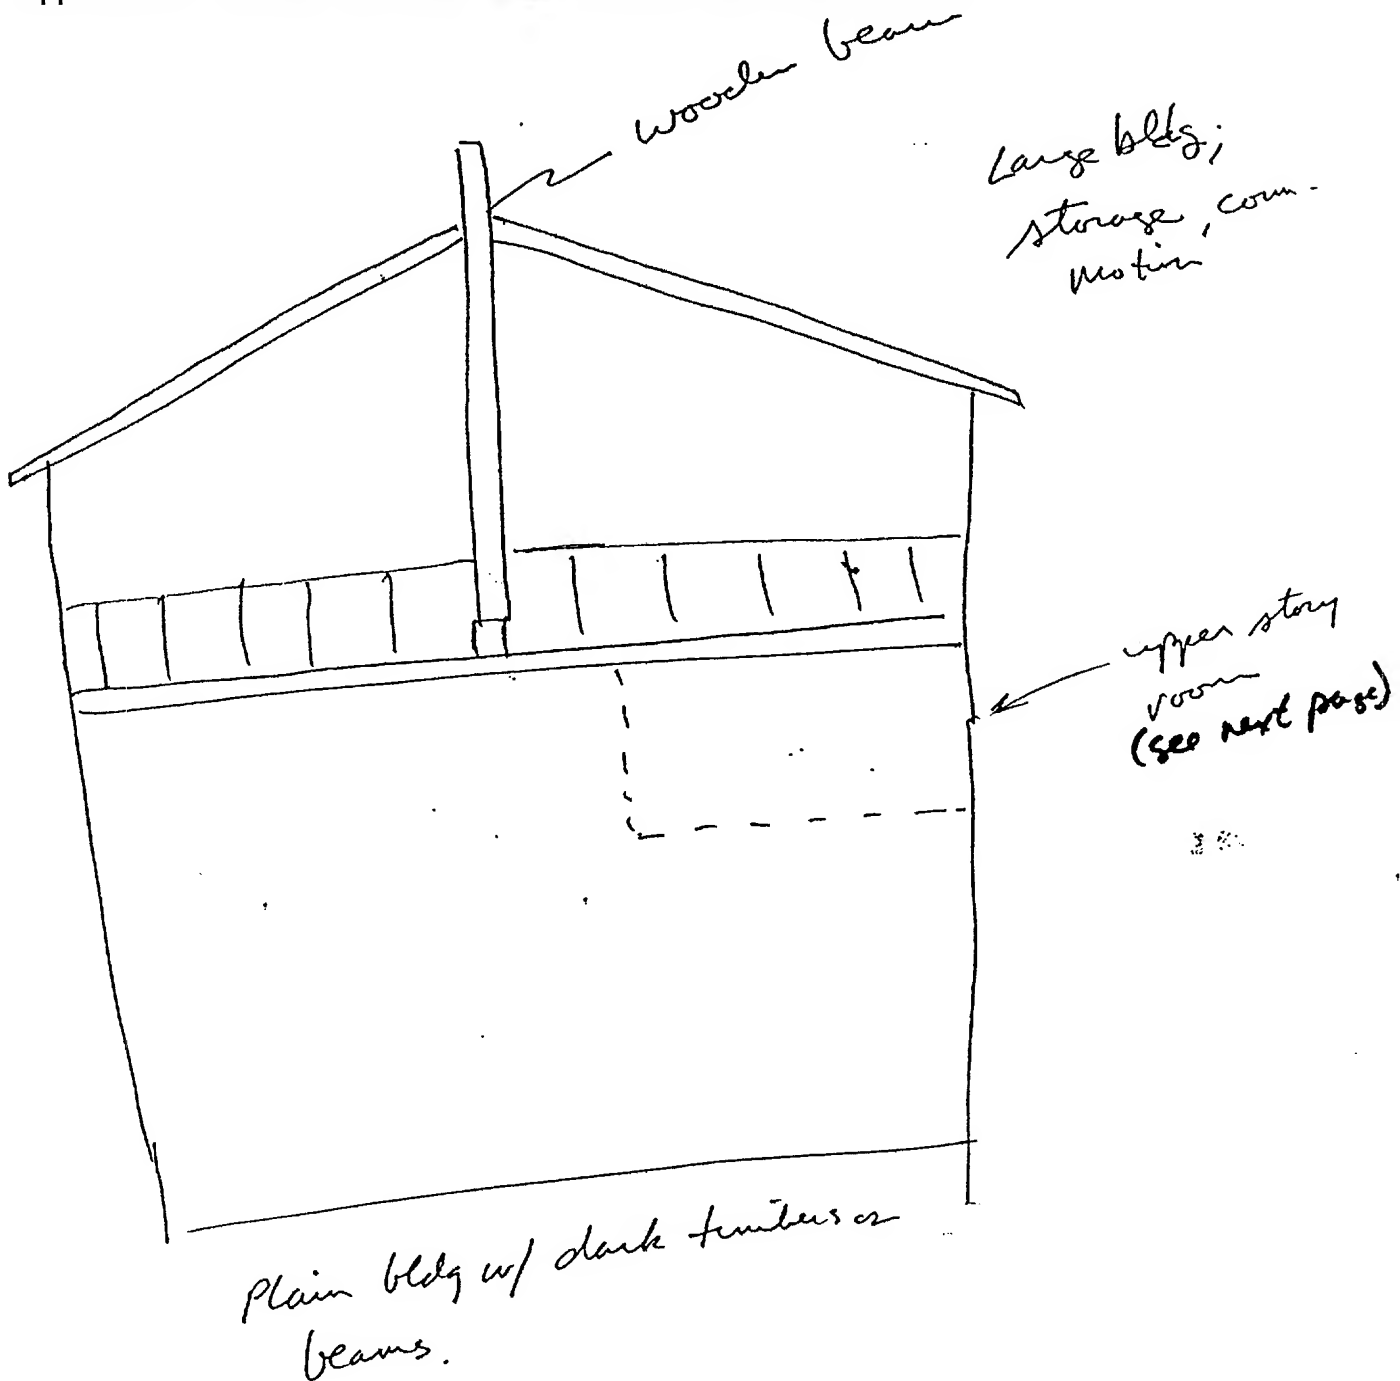 wooden beam
Large bldg;
storage, com-
motion
upper story
room
(see next page)
Plain bldg w/ dark timbers or
beams.